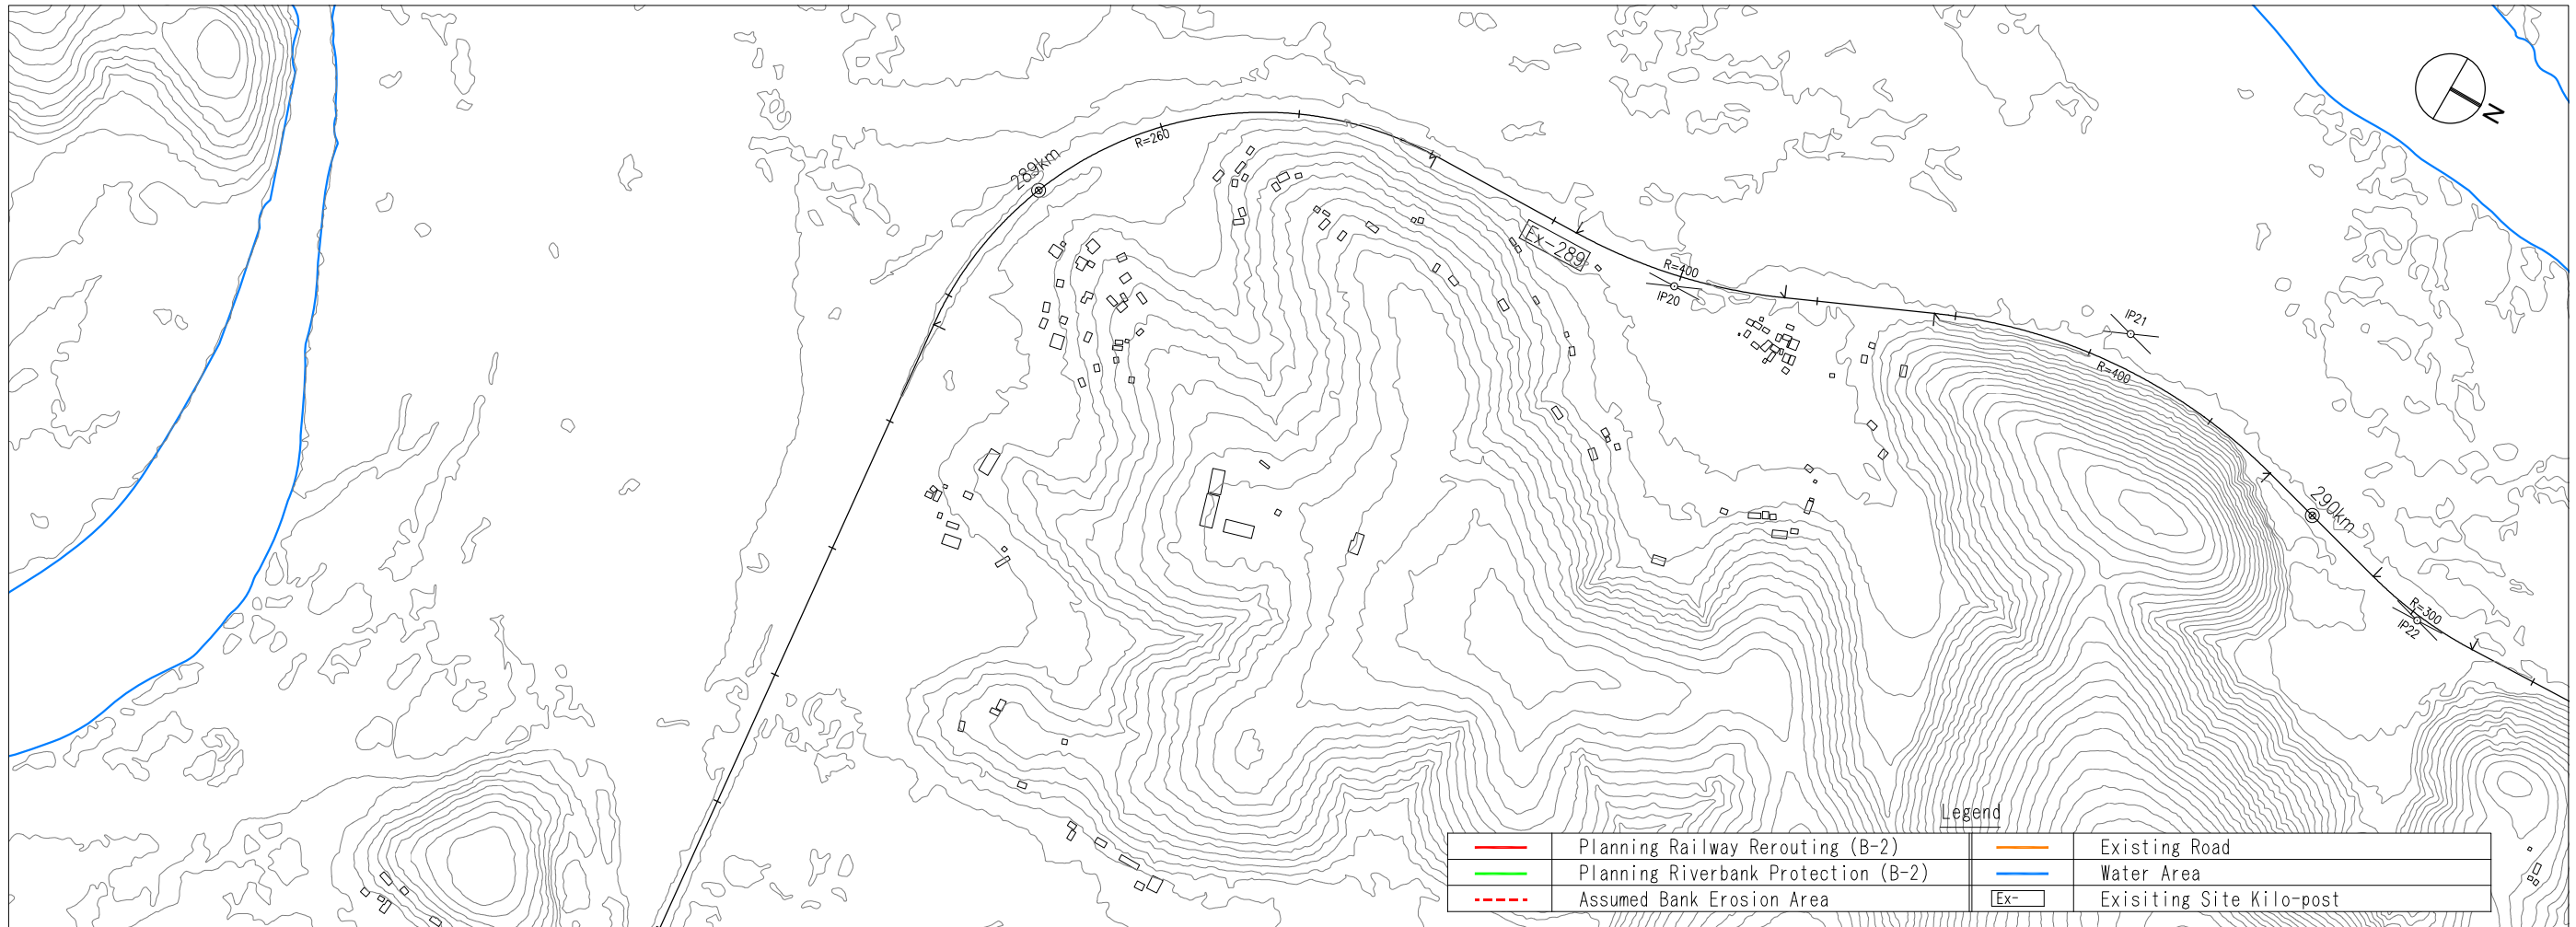 N
289km
R=260
Ex-289
R=400
IP20
IP21
R=400
290km
R=300
IP22
Legend
Planning Railway Rerouting (B-2)
Existing Road
Planning Riverbank Protection (B-2)
Water Area
Assumed Bank Erosion Area
Ex-
Exisiting Site Kilo-post